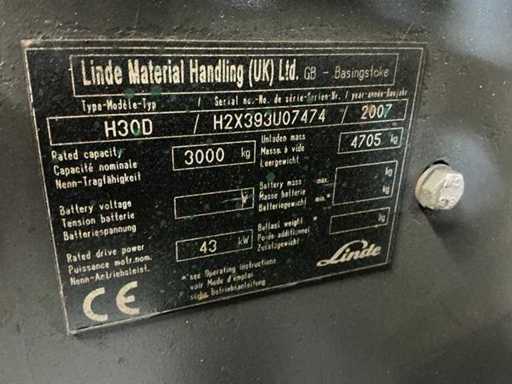 Linde Material Handling (UK) Ltd. GB - Basingstoke
Type-Modèle-Typ / Serial no.-No. de série-Serien-Nr. / year-année-Baujahr
H30D / H2X393U07474 / 2007
Rated capacity
Capacité nominale
Nenn-Tragfähigkeit
3000 kg
Unladen mass
Masse à vide
Leergewicht
4705 kg
Battery voltage
Tension batterie
Batteriespannung
V
Battery mass max.
Masse batterie
Batteriegewicht min.
kg
kg
Rated drive power
Puissance motr.nom.
Nenn-Antriebsleist.
43 kW
Ballast weight *
Poids additionnel
Zusatzgewicht
kg
* see Operating instructions
voir Mode d'emploi
siehe Betriebsanleitung
CE
Linde